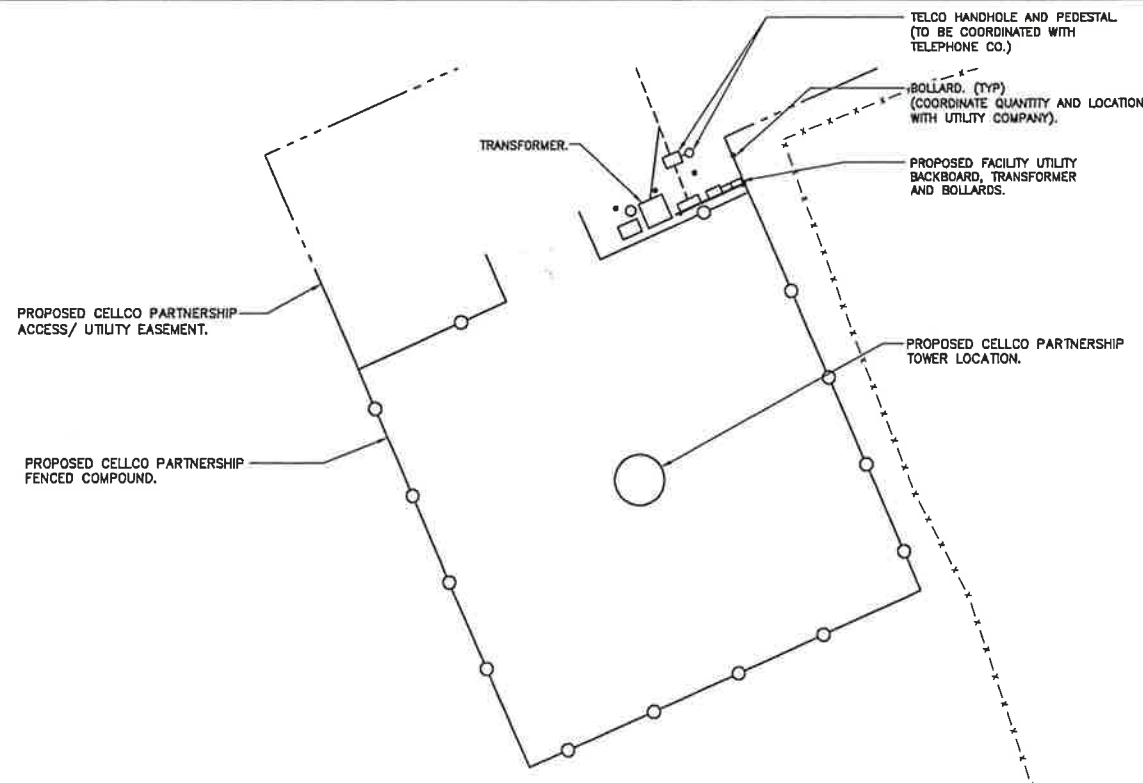 TELCO HANDHOLE AND PEDESTAL
(TO BE COORDINATED WITH
TELEPHONE CO.)
BOLLARD. (TYP)
(COORDINATE QUANTITY AND LOCATION
WITH UTILITY COMPANY).
TRANSFORMER.
PROPOSED FACILITY UTILITY
BACKBOARD, TRANSFORMER
AND BOLLARDS.
PROPOSED CELLCO PARTNERSHIP
ACCESS/ UTILITY EASEMENT.
PROPOSED CELLCO PARTNERSHIP
TOWER LOCATION.
PROPOSED CELLCO PARTNERSHIP
FENCED COMPOUND.